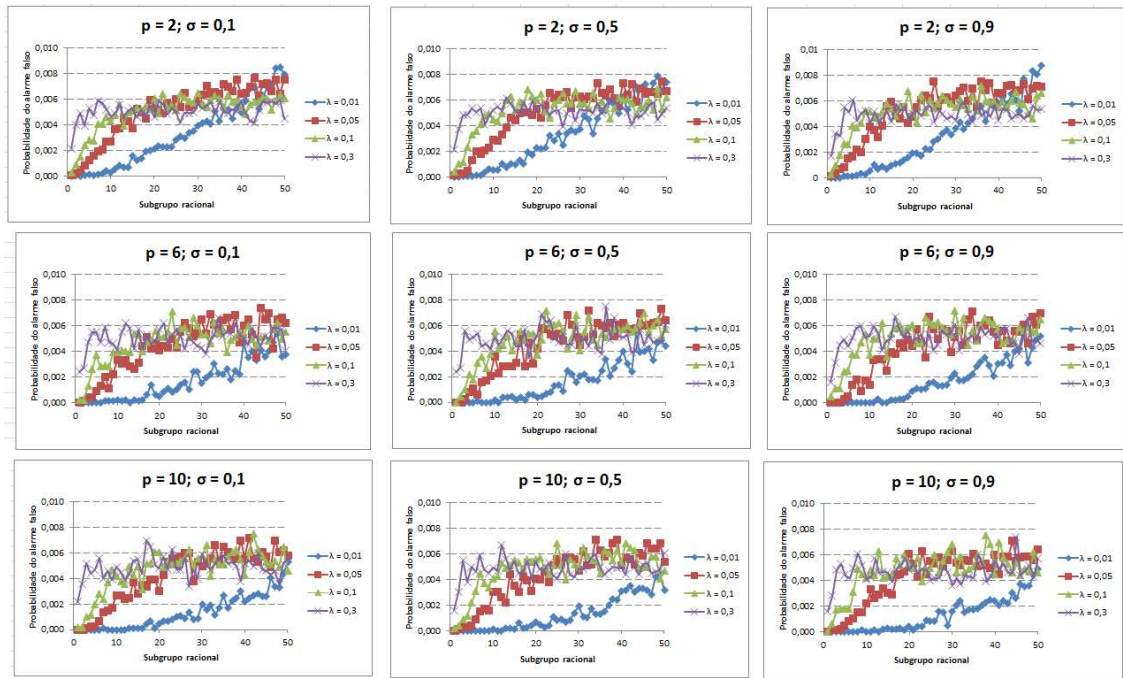 p = 2; σ = 0,1
Probabilidade do alarme falso
0,010
0,008
0,006
0,004
0,002
0,000
0 10 20 30 40 50
Subgrupo racional
λ = 0,01
λ = 0,05
λ = 0,1
λ = 0,3
p = 2; σ = 0,5
Probabilidade do alarme falso
0,010
0,008
0,006
0,004
0,002
0,000
0 10 20 30 40 50
Subgrupo racional
λ = 0,01
λ = 0,05
λ = 0,1
λ = 0,3
p = 2; σ = 0,9
Probabilidade do alarme falso
0,01
0,008
0,006
0,004
0,002
0
0 10 20 30 40 50
Subgrupo racional
λ = 0,01
λ = 0,05
λ = 0,1
λ = 0,3
p = 6; σ = 0,1
Probabilidade do alarme falso
0,010
0,008
0,006
0,004
0,002
0,000
0 10 20 30 40 50
Subgrupo racional
λ = 0,01
λ = 0,05
λ = 0,1
λ = 0,3
p = 6; σ = 0,5
Probabilidade do alarme falso
0,010
0,008
0,006
0,004
0,002
0,000
0 10 20 30 40 50
Subgrupo racional
λ = 0,01
λ = 0,05
λ = 0,1
λ = 0,3
p = 6; σ = 0,9
Probabilidade do alarme falso
0,010
0,008
0,006
0,004
0,002
0,000
0 10 20 30 40 50
Subgrupo racional
λ = 0,01
λ = 0,05
λ = 0,1
λ = 0,3
p = 10; σ = 0,1
Probabilidade do alarme falso
0,010
0,008
0,006
0,004
0,002
0,000
0 10 20 30 40 50
Subgrupo racional
λ = 0,01
λ = 0,05
λ = 0,1
λ = 0,3
p = 10; σ = 0,5
Probabilidade do alarme falso
0,010
0,008
0,006
0,004
0,002
0,000
0 10 20 30 40 50
Subgrupo racional
λ = 0,01
λ = 0,05
λ = 0,1
λ = 0,3
p = 10; σ = 0,9
Probabilidade do alarme falso
0,010
0,008
0,006
0,004
0,002
0,000
0 10 20 30 40 50
Subgrupo racional
λ = 0,01
λ = 0,05
λ = 0,1
λ = 0,3